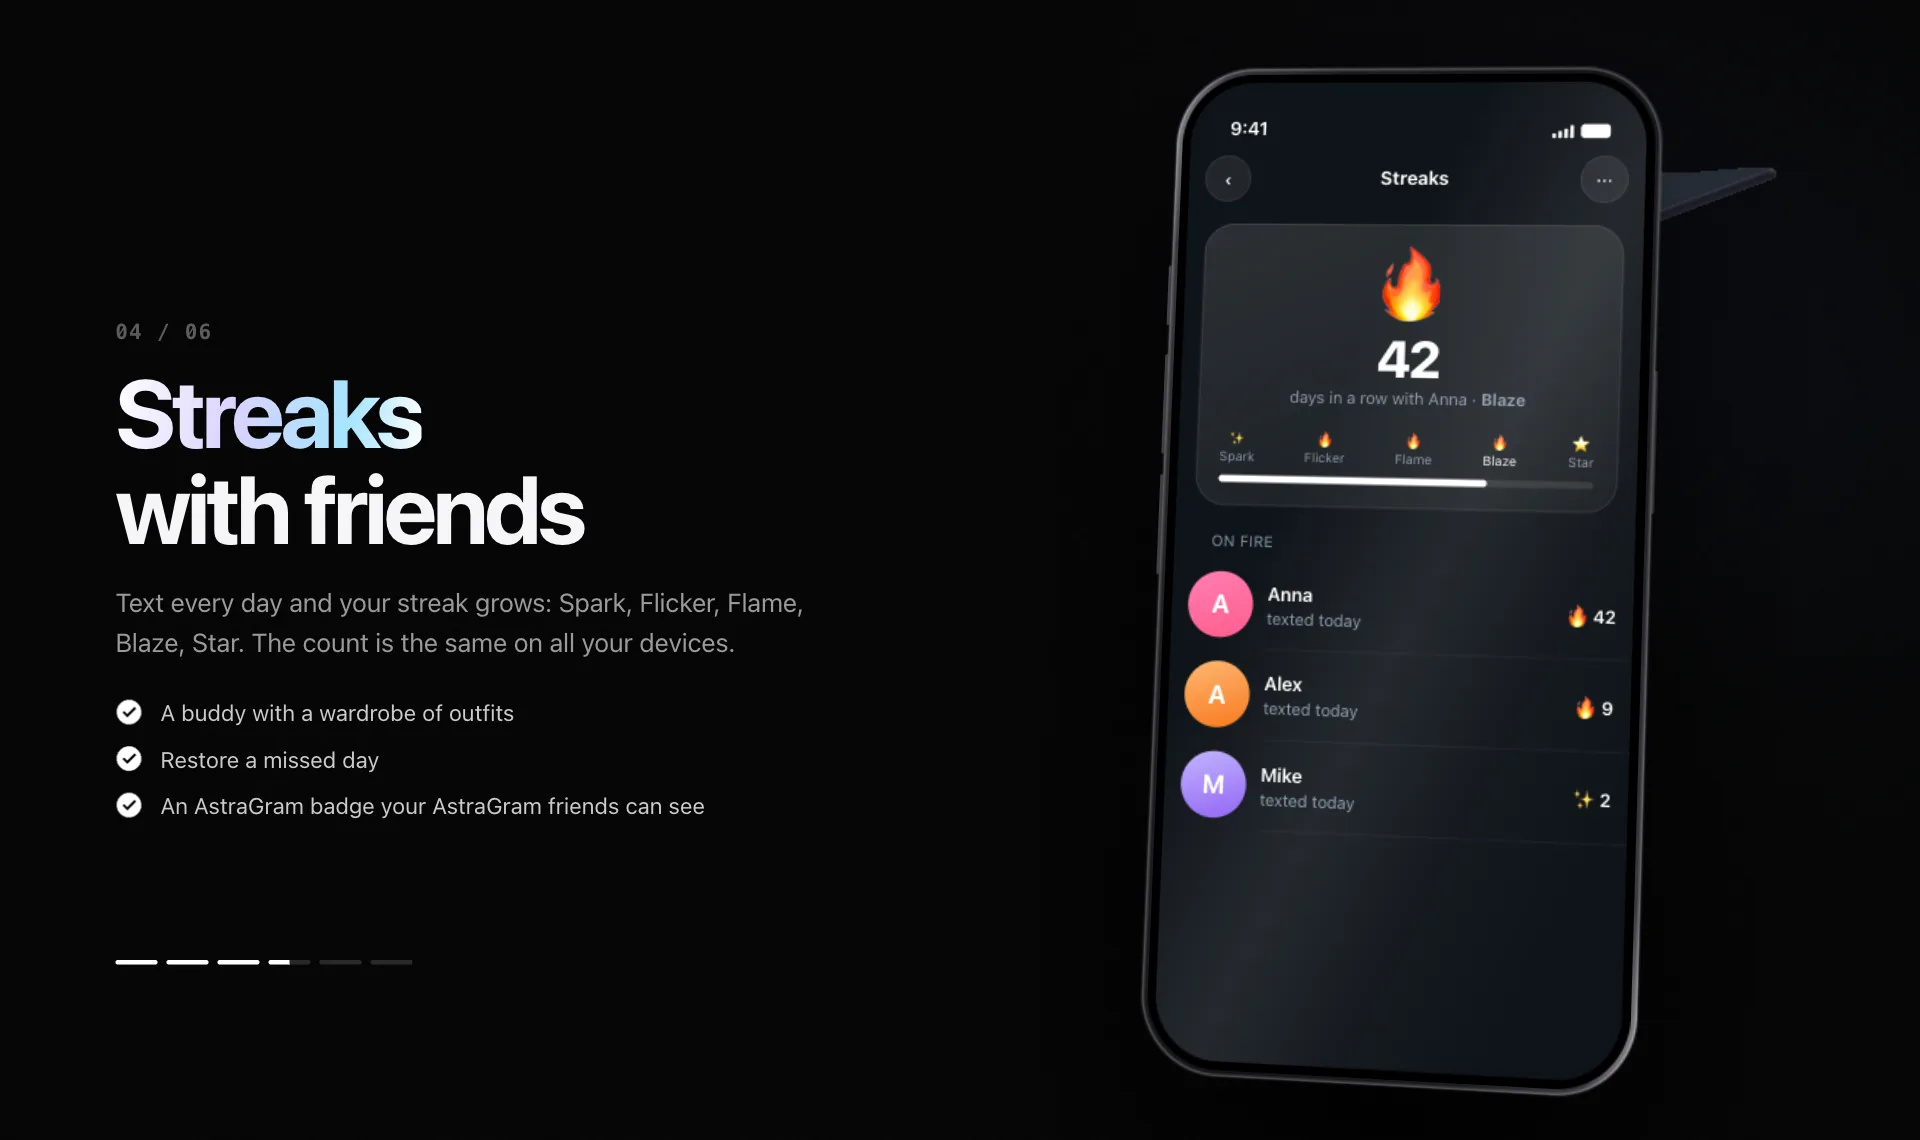 04 / 06
Streaks
with friends
Text every day and your streak grows: Spark, Flicker, Flame,
Blaze, Star. The count is the same on all your devices.
A buddy with a wardrobe of outfits
Restore a missed day
An AstraGram badge your AstraGram friends can see
9:41
Streaks
42
days in a row with Anna · Blaze
Spark Flicker Flame Blaze Star
ON FIRE
A
Anna
texted today
42
A
Alex
texted today
9
M
Mike
texted today
2